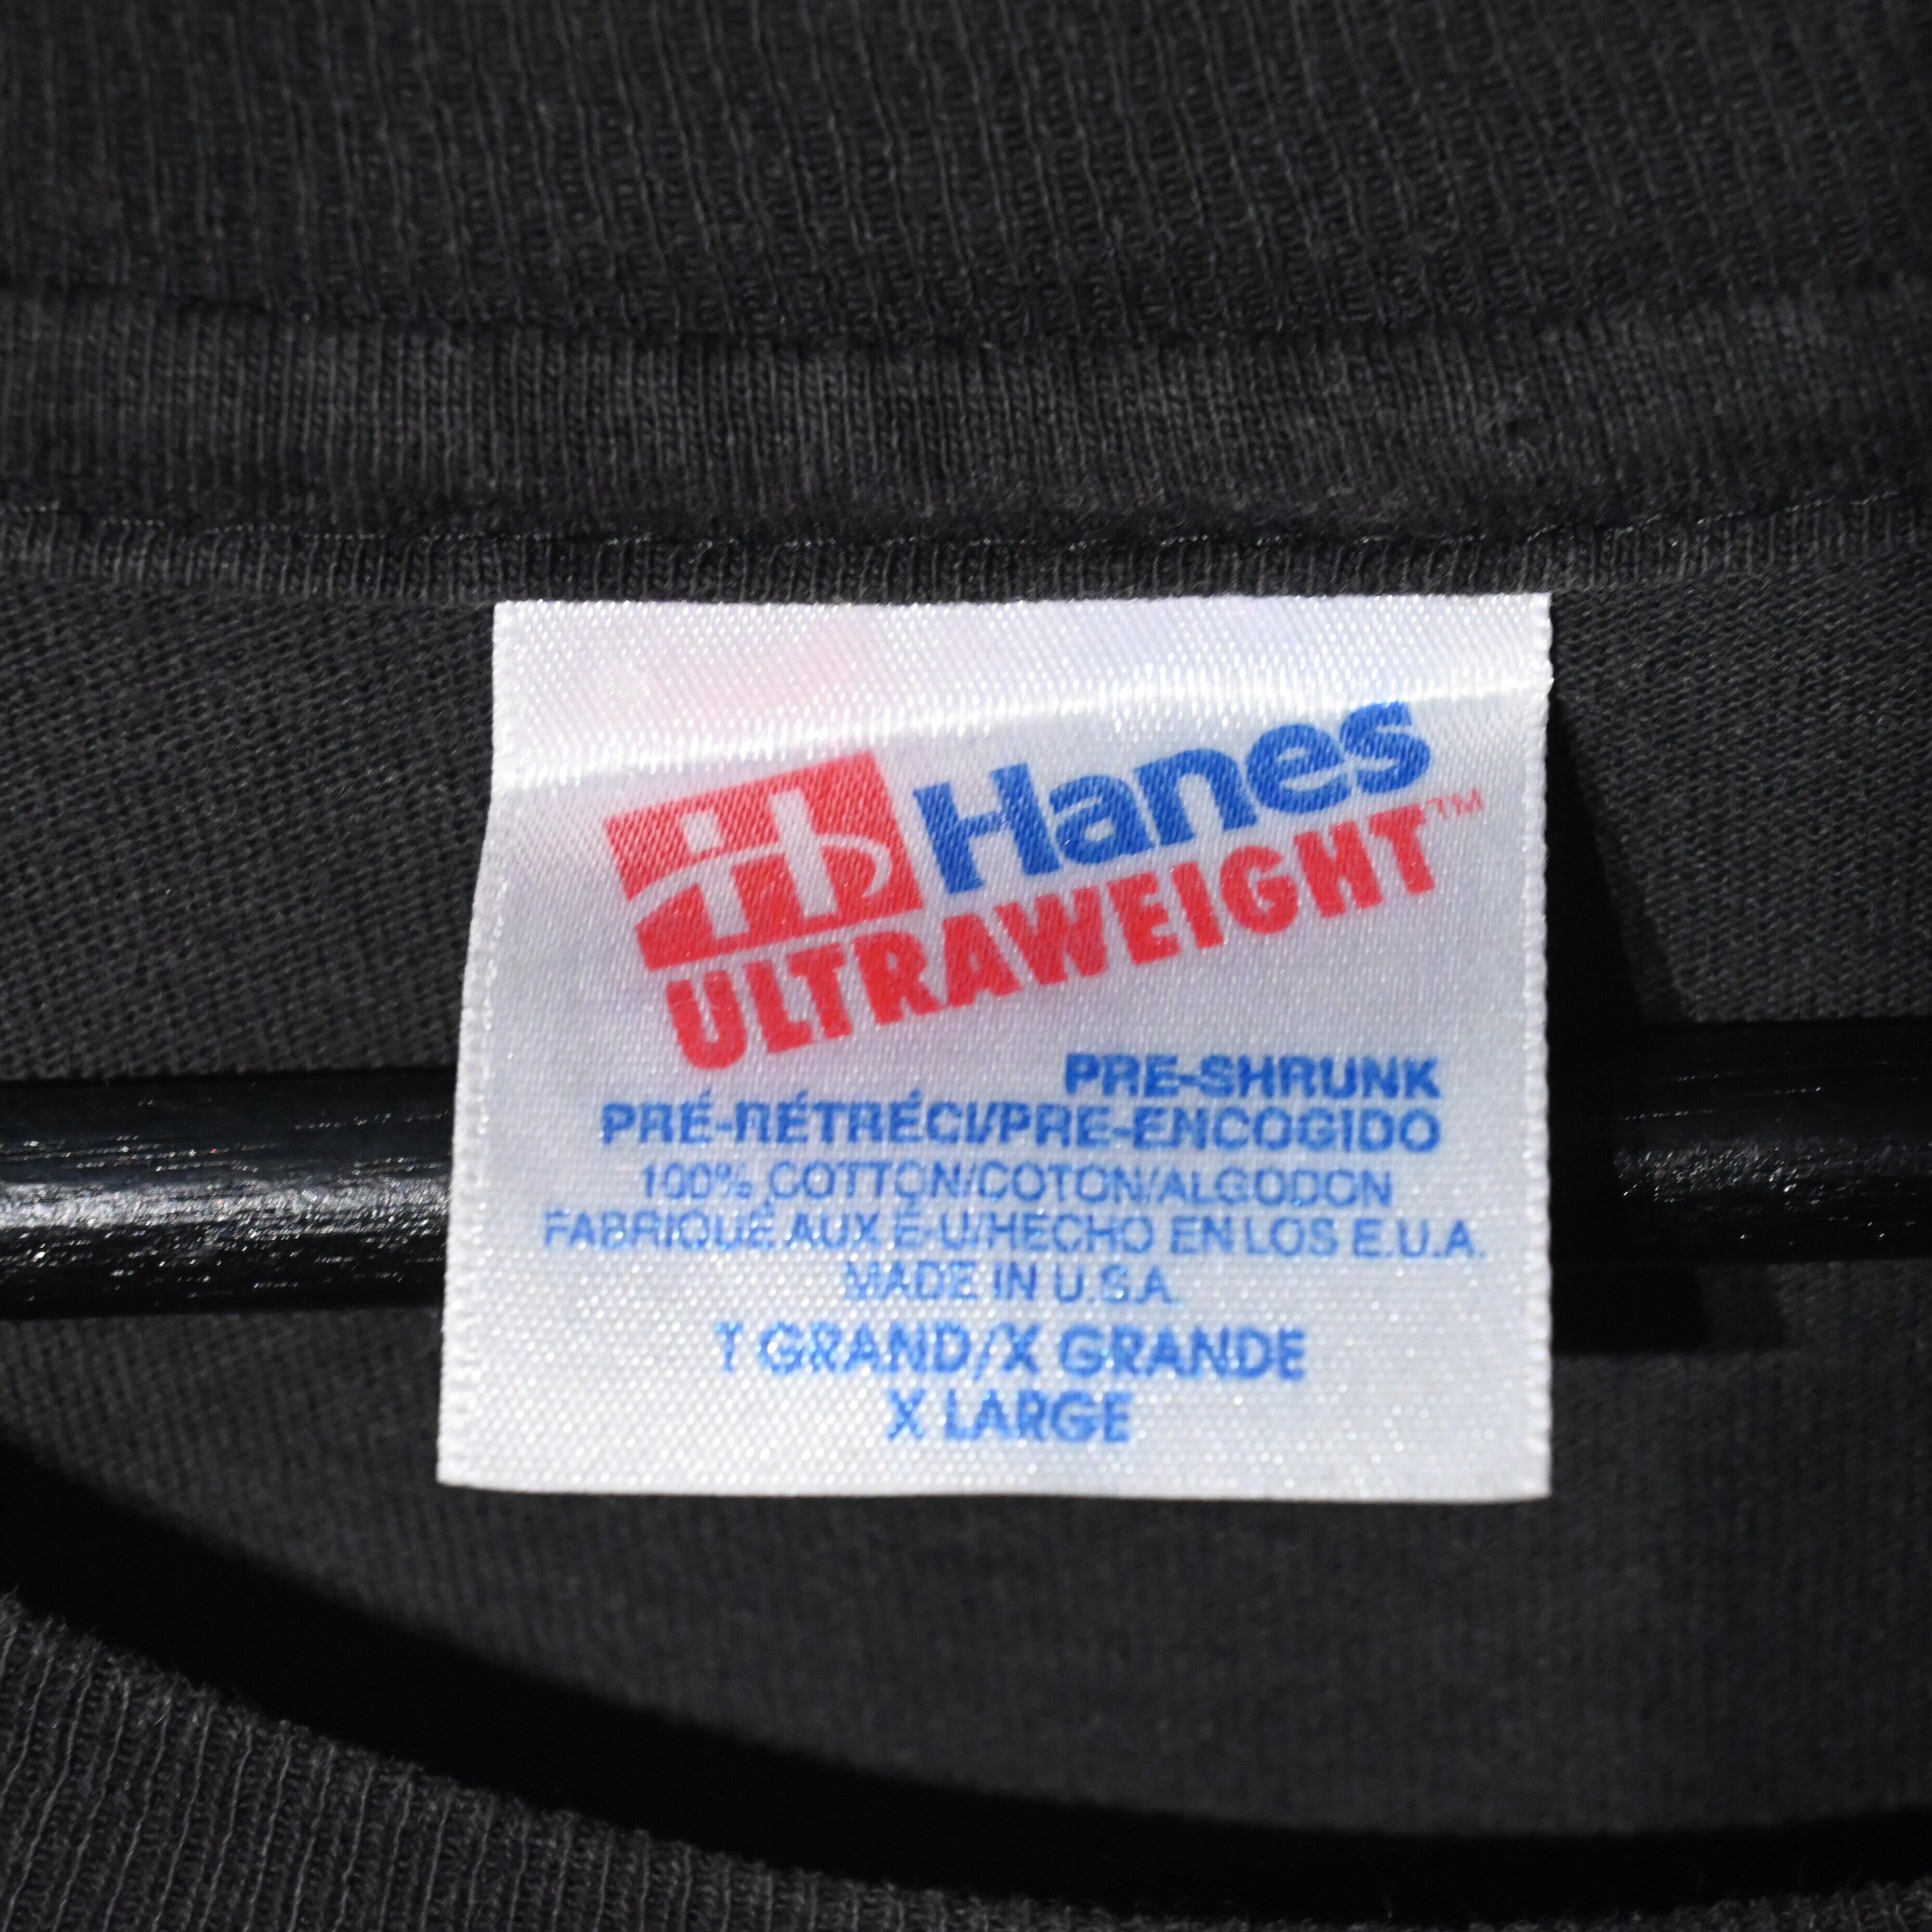 Hanes
ULTRAWEIGHT™
PRE-SHRUNK
PRÉ-RÉTRÉCI/PRE-ENCOGIDO
100% COTTON/COTON/ALGODON
FABRIQUÉ AUX É-U/HECHO EN LOS E.U.A.
MADE IN U.S.A.
T GRAND/X GRANDE
X LARGE